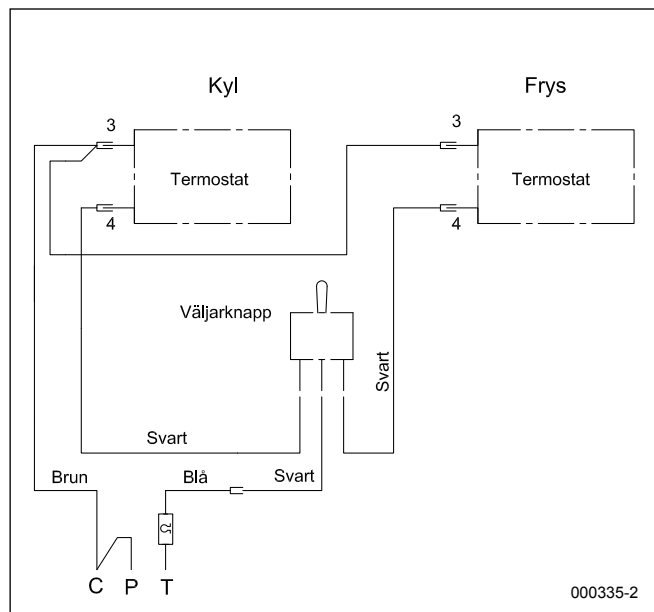 Kyl
Frys
3
3
Termostat
Termostat
4
4
Väljarknapp
Svart
Svart
Brun
Blå
Svart
Ω
C P T
000335-2